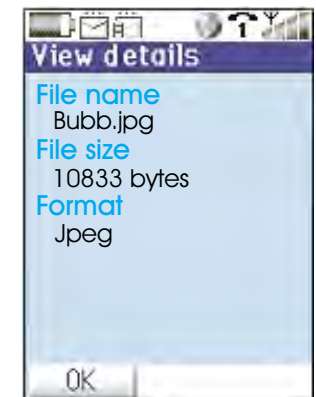 View details
File name
Bubb.jpg
File size
10833 bytes
Format
Jpeg
OK